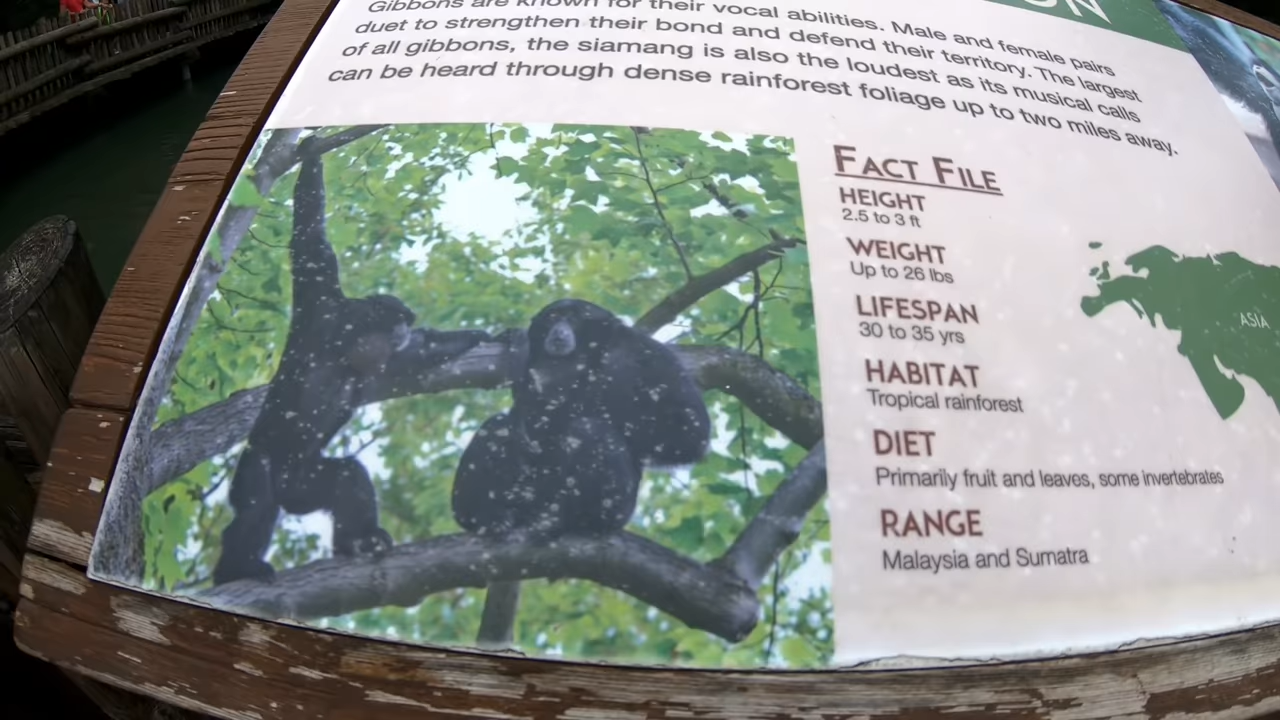 Gibbons are known for their vocal abilities. Male and female pairs
duet to strengthen their bond and defend their territory. The largest
of all gibbons, the siamang is also the loudest as its musical calls
can be heard through dense rainforest foliage up to two miles away.
FACT FILE
HEIGHT
2.5 to 3 ft
WEIGHT
Up to 26 lbs
LIFESPAN
30 to 35 yrs
HABITAT
Tropical rainforest
DIET
Primarily fruit and leaves, some invertebrates
RANGE
Malaysia and Sumatra
ASIA